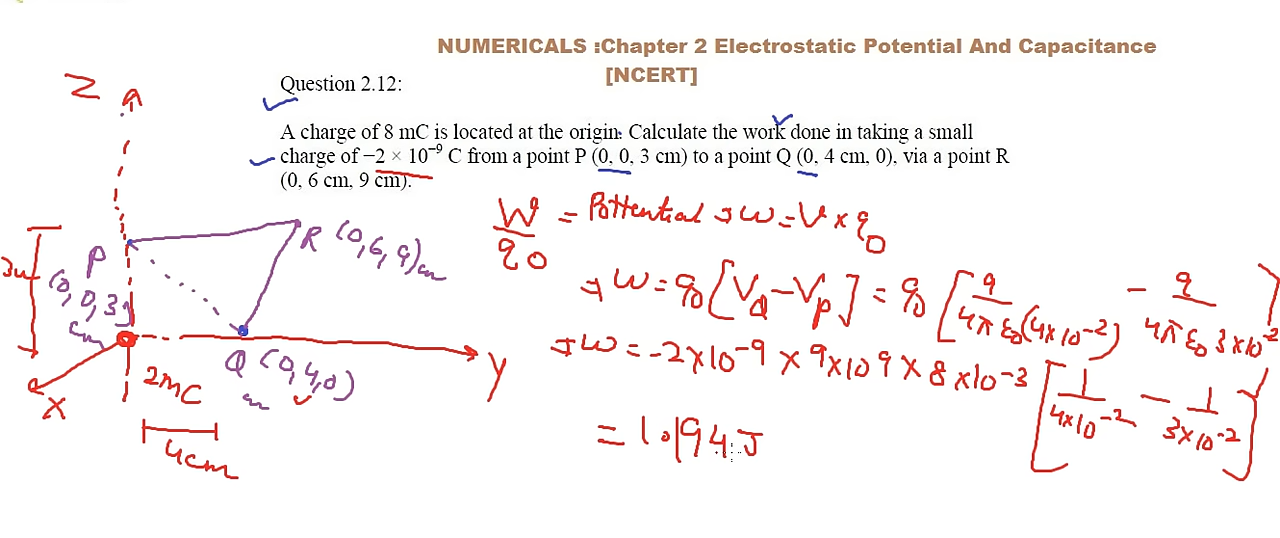 NUMERICALS :Chapter 2 Electrostatic Potential And Capacitance
[NCERT]
Question 2.12:
A charge of 8 mC is located at the origin. Calculate the work done in taking a small
charge of −2 × 10⁻⁹ C from a point P (0, 0, 3 cm) to a point Q (0, 4 cm, 0), via a point R
(0, 6 cm, 9 cm).
Z
P
(0, 0, 3)
cm
R (0, 6, 9) cm
Q (0, 4, 0)
cm
2mC
X
Y
4cm
W/q0 = Pottential ⇒ W = V × q0
⇒ W = q0 [VQ − VP] = q0 [q/4πε0(4×10⁻²) − q/4πε0 3×10⁻²]
⇒ W = −2×10⁻⁹ × 9×10⁹ × 8×10⁻³ [1/4×10⁻² − 1/3×10⁻²]
= 1.194 J